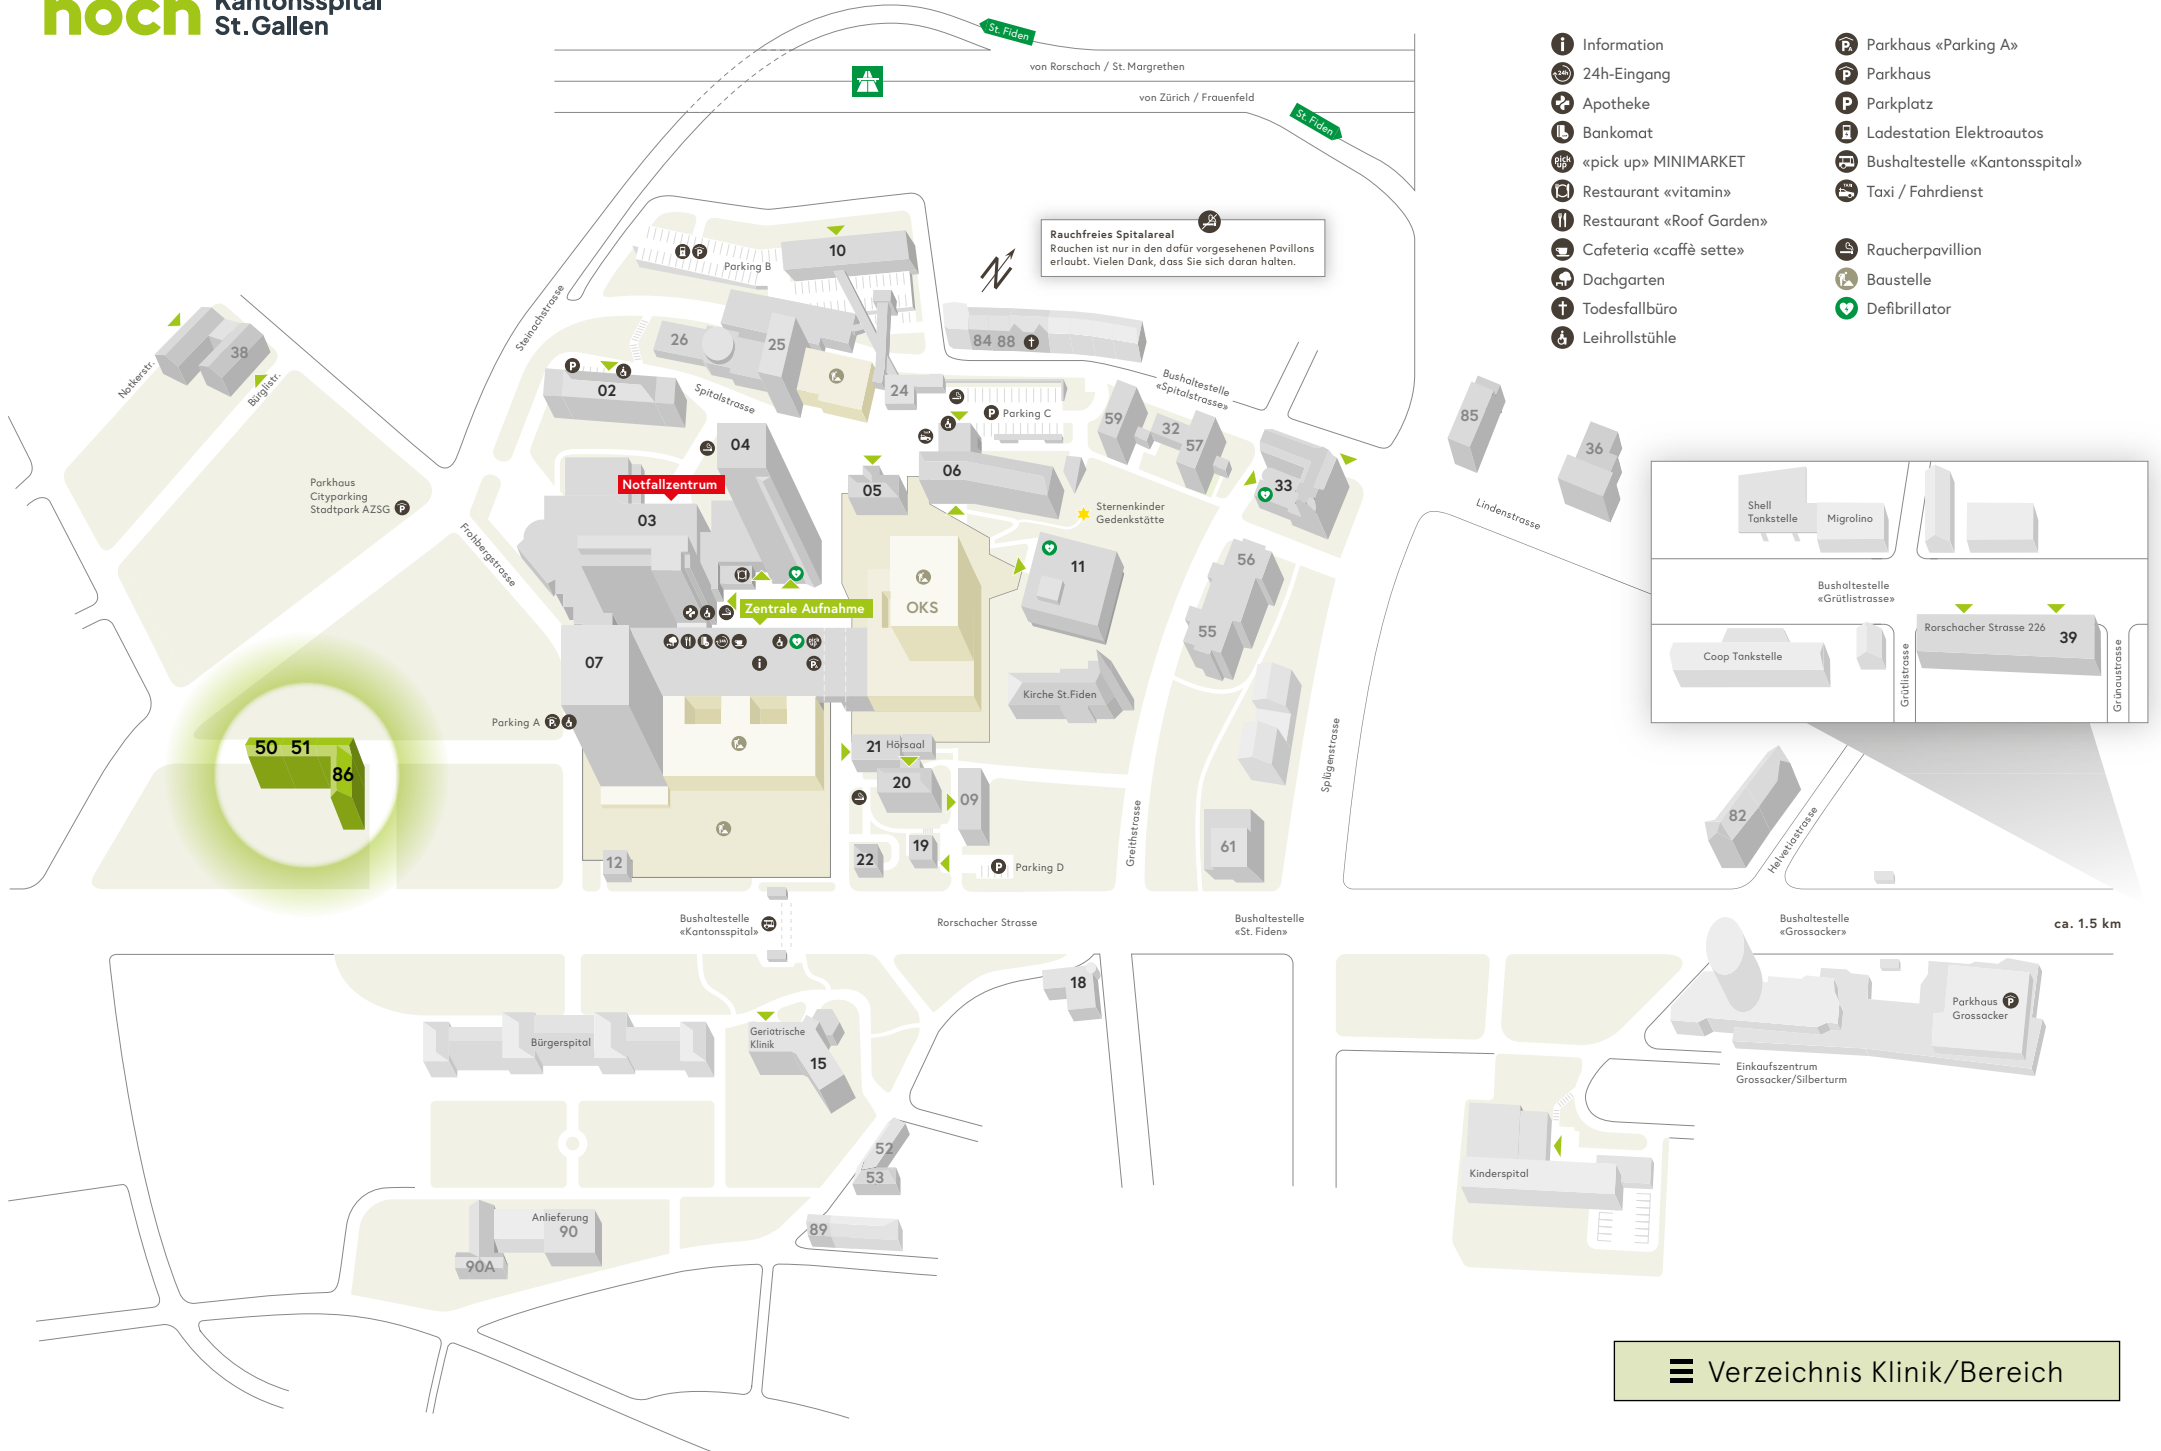 noch Kantonsspital
St.Gallen
St. Fiden
von Rorschach / St. Margrethen
von Zürich / Frauenfeld
St. Fiden
Information
24h-Eingang
Apotheke
Bankomat
«pick up» MINIMARKET
Restaurant «vitamin»
Restaurant «Roof Garden»
Cafeteria «caffè sette»
Dachgarten
Todesfallbüro
Leihrollstühle
Parkhaus «Parking A»
Parkhaus
Parkplatz
Ladestation Elektroautos
Bushaltestelle «Kantonsspital»
Taxi / Fahrdienst
Raucherpavillion
Baustelle
Defibrillator
Rauchfreies Spitalareal
Rauchen ist nur in den dafür vorgesehenen Pavillons
erlaubt. Vielen Dank, dass Sie sich daran halten.
N
Parking B
10
Steinachstrasse
26
25
84 88
38
Notkerstr.
Bürglistr.
P
02
Spitalstrasse
24
Bushaltestelle
«Spitalstrasse»
P Parking C
59
32
57
85
36
04
06
05
33
Notfallzentrum
03
Parkhaus
Cityparking
Stadtpark AZSG
Frohbergstrasse
Sternenkinder
Gedenkstätte
Lindenstrasse
11
56
55
OKS
Zentrale Aufnahme
07
Kirche St.Fiden
Parking A
50 51
86
21 Hörsaal
20
09
22
19
P Parking D
12
Greithstrasse
Splügenstrasse
61
82
Helvetiastrasse
Shell
Tankstelle
Migrolino
Bushaltestelle
«Grütlistrasse»
Coop Tankstelle
Grütlistrasse
Rorschacher Strasse 226
39
Grünaustrasse
Bushaltestelle
«Kantonsspital»
Rorschacher Strasse
Bushaltestelle
«St. Fiden»
Bushaltestelle
«Grossacker»
ca. 1.5 km
18
Bürgerspital
Geriatrische
Klinik
15
Parkhaus
Grossacker
Einkaufszentrum
Grossacker/Silberturm
52
53
89
Kinderspital
Anlieferung
90
90A
Verzeichnis Klinik/Bereich